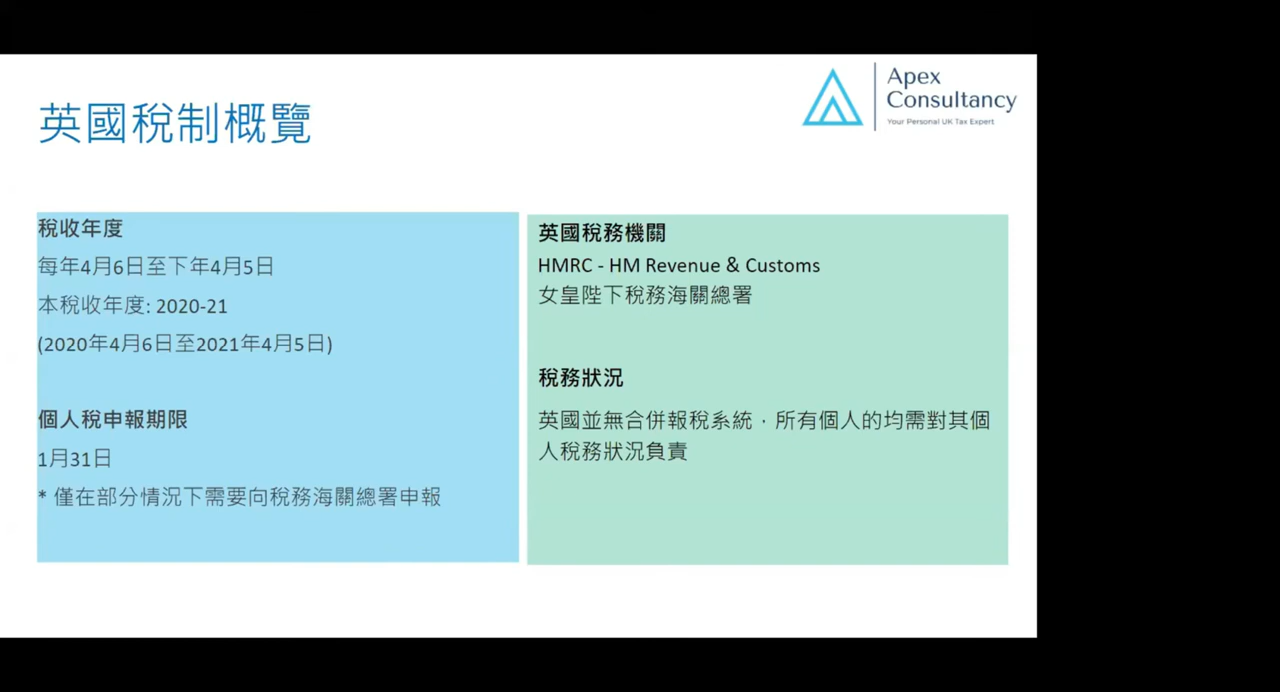 Apex
Consultancy
Your Personal UK Tax Expert
英國稅制概覽
稅收年度
每年4月6日至下年4月5日
本稅收年度: 2020-21
(2020年4月6日至2021年4月5日)
個人稅申報期限
1月31日
* 僅在部分情況下需要向稅務海關總署申報
英國稅務機關
HMRC - HM Revenue & Customs
女皇陛下稅務海關總署
稅務狀況
英國並無合併報稅系統，所有個人的均需對其個
人稅務狀況負責